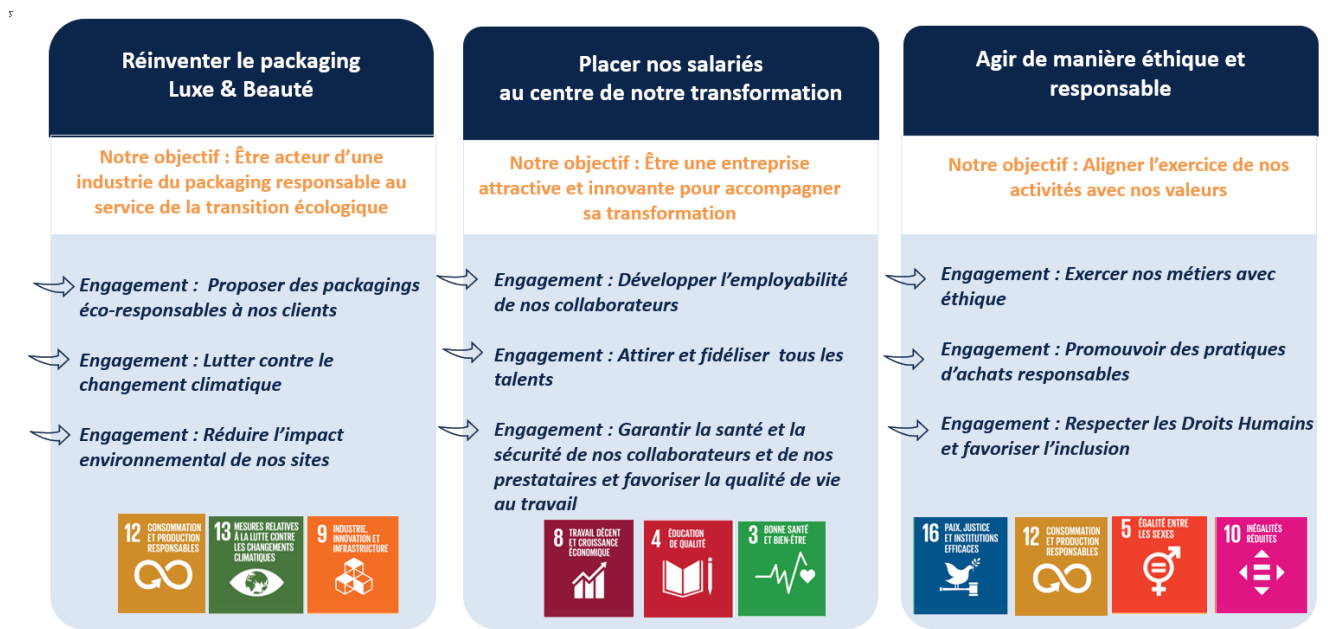 Réinventer le packaging
Luxe & Beauté
Notre objectif : Être acteur d’une
industrie du packaging responsable au
service de la transition écologique
Engagement :  Proposer des packagings
éco-responsables à nos clients
Engagement : Lutter contre le
changement climatique
Engagement : Réduire l’impact
environnemental de nos sites
12 CONSOMMATION
ET PRODUCTION
RESPONSABLES
13 MESURES RELATIVES
À LA LUTTE CONTRE
LES CHANGEMENTS
CLIMATIQUES
9 INDUSTRIE,
INNOVATION ET
INFRASTRUCTURE
Placer nos salariés
au centre de notre transformation
Notre objectif : Être une entreprise
attractive et innovante pour accompagner
sa transformation
Engagement : Développer l’employabilité
de nos collaborateurs
Engagement : Attirer et fidéliser  tous les
talents
Engagement : Garantir la santé et la
sécurité de nos collaborateurs et de nos
prestataires et favoriser la qualité de vie
au travail
8 TRAVAIL DÉCENT
ET CROISSANCE
ÉCONOMIQUE
4 ÉDUCATION
DE QUALITÉ
3 BONNE SANTÉ
ET BIEN-ÊTRE
Agir de manière éthique et
responsable
Notre objectif : Aligner l’exercice de nos
activités avec nos valeurs
Engagement : Exercer nos métiers avec
éthique
Engagement : Promouvoir des pratiques
d’achats responsables
Engagement : Respecter les Droits Humains
et favoriser l’inclusion
16 PAIX, JUSTICE
ET INSTITUTIONS
EFFICACES
12 CONSOMMATION
ET PRODUCTION
RESPONSABLES
5 ÉGALITÉ ENTRE
LES SEXES
10 INÉGALITÉS
RÉDUITES